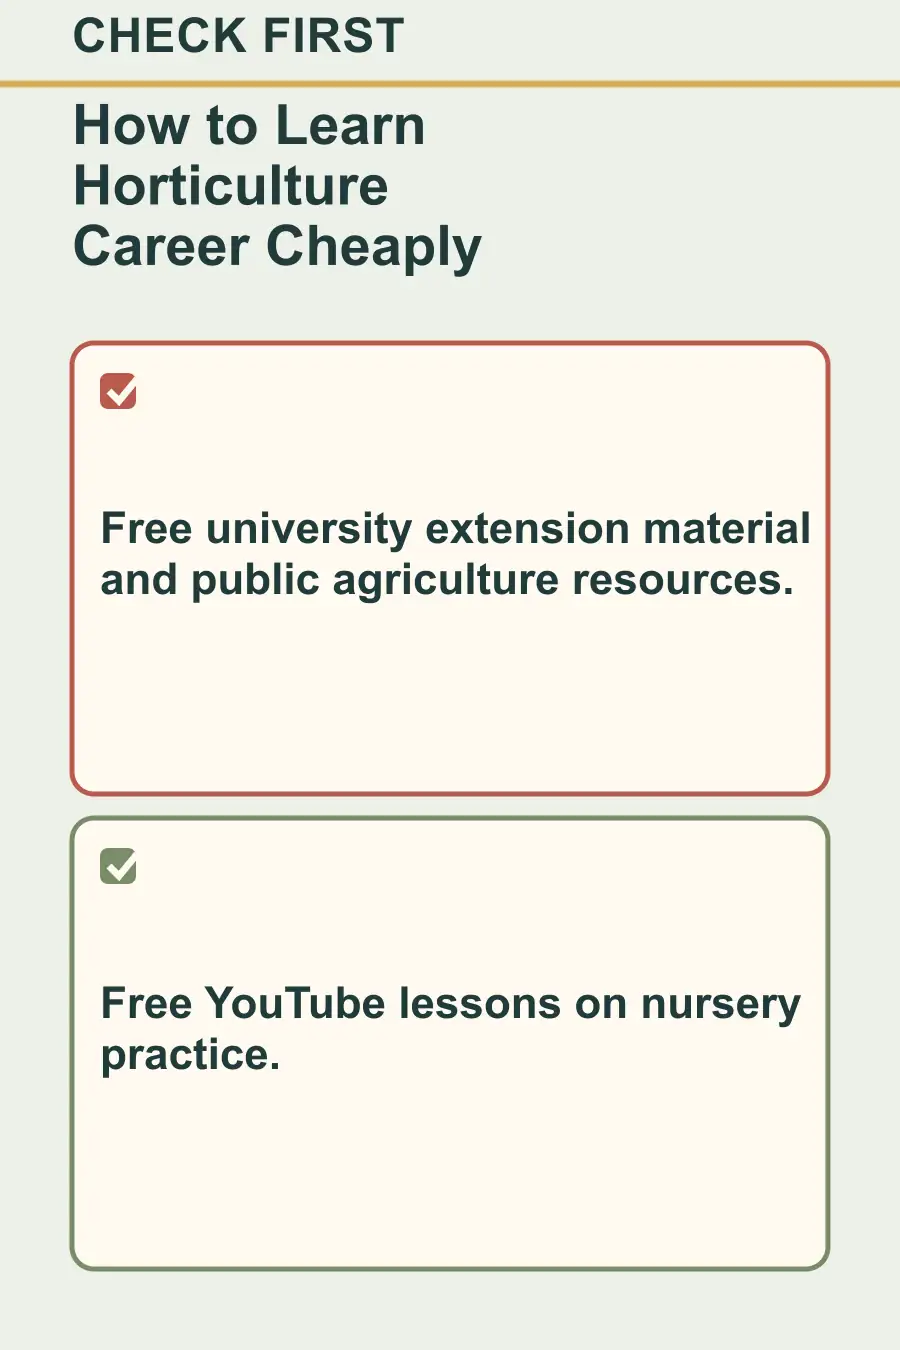 CHECK FIRST
How to Learn
Horticulture
Career Cheaply
Free university extension material
and public agriculture resources.
Free YouTube lessons on nursery
practice.